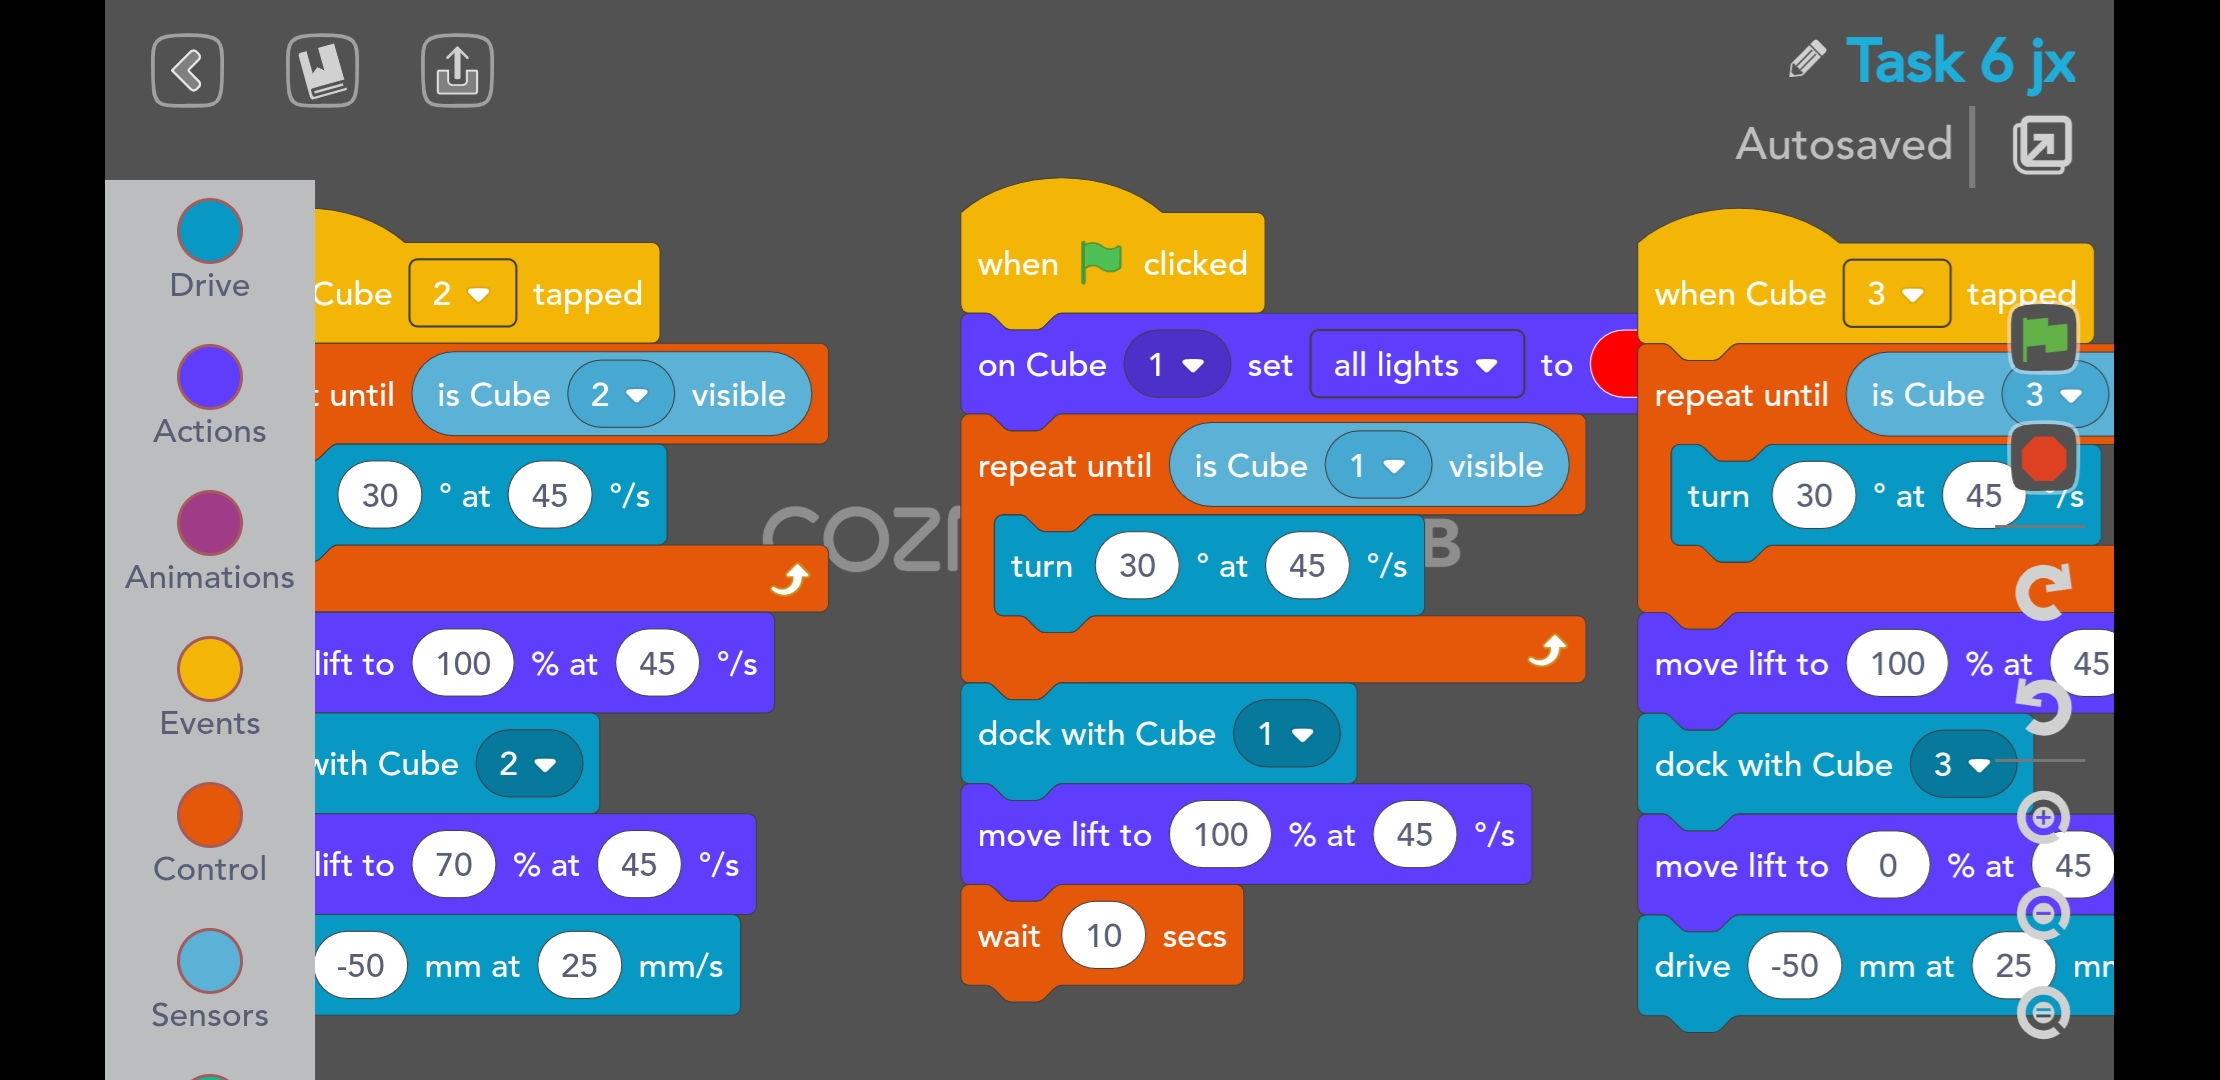 Task 6 jx
Autosaved
Drive
Actions
Animations
Events
Control
Sensors
Cube 2 tapped
t until is Cube 2 visible
30 ° at 45 °/s
lift to 100 % at 45 °/s
with Cube 2
lift to 70 % at 45 °/s
-50 mm at 25 mm/s
COZ
B
when clicked
on Cube 1 set all lights to
repeat until is Cube 1 visible
turn 30 ° at 45 °/s
dock with Cube 1
move lift to 100 % at 45 °/s
wait 10 secs
when Cube 3 tapped
repeat until is Cube 3
turn 30 ° at 45 °/s
move lift to 100 % at 45
dock with Cube 3
move lift to 0 % at 45
drive -50 mm at 25 mm